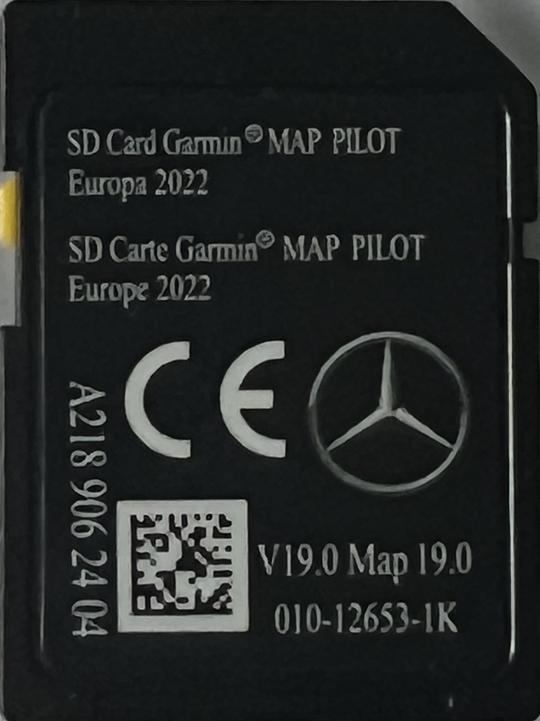 SD Card Garmin® MAP PILOT
Europa 2022
SD Carte Garmin® MAP PILOT
Europe 2022
CE
A218 906 24 04
V19.0 Map 19.0
010-12653-1K